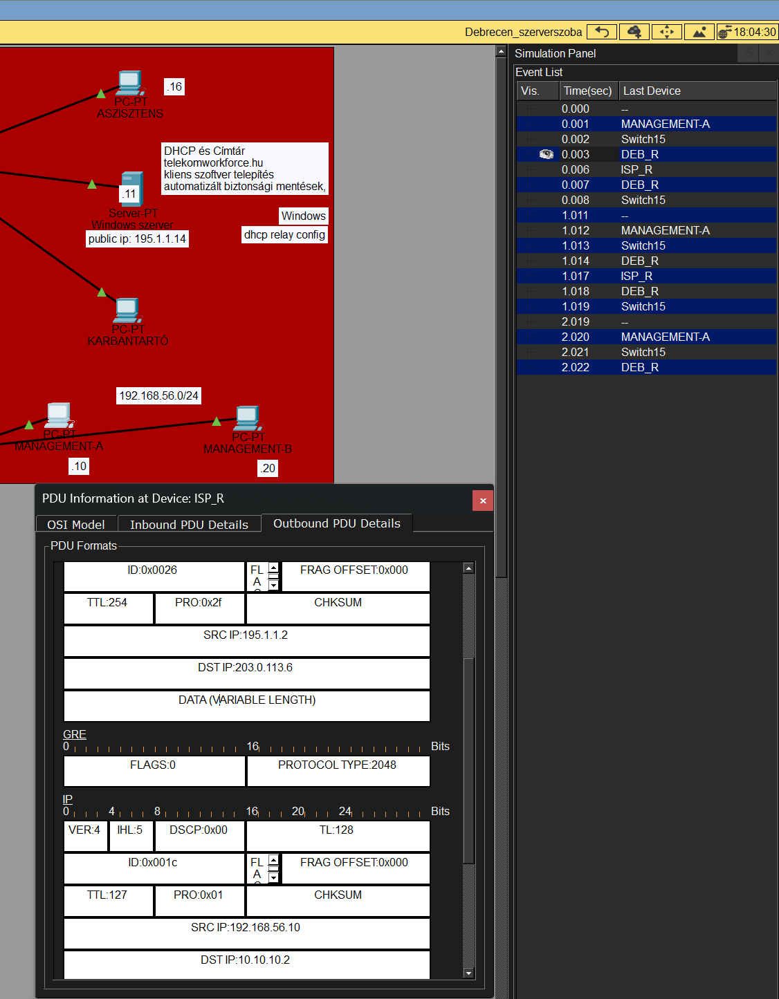 Debrecen_szerverszoba
18:04:30
Simulation Panel
Event List
Vis. Time(sec) Last Device
0.000 --
0.001 MANAGEMENT-A
0.002 Switch15
0.003 DEB_R
0.006 ISP_R
0.007 DEB_R
0.008 Switch15
1.011 --
1.012 MANAGEMENT-A
1.013 Switch15
1.014 DEB_R
1.017 ISP_R
1.018 DEB_R
1.019 Switch15
2.019 --
2.020 MANAGEMENT-A
2.021 Switch15
2.022 DEB_R
.16
PC-PT
ASZISZTENS
DHCP és Címtár
telekomworkforce.hu
kliens szoftver telepítés
automatizált biztonsági mentések,
.11
Server-PT
Windows szerver
public ip: 195.1.1.14
Windows
dhcp relay config
PC-PT
KARBANTARTÓ
192.168.56.0/24
PC-PT
MANAGEMENT-A
.10
PC-PT
MANAGEMENT-B
.20
PDU Information at Device: ISP_R
OSI Model Inbound PDU Details Outbound PDU Details
PDU Formats
ID:0x0026 FL FRAG OFFSET:0x000
A
TTL:254 PRO:0x2f CHKSUM
SRC IP:195.1.1.2
DST IP:203.0.113.6
DATA (VARIABLE LENGTH)
GRE
0 16 Bits
FLAGS:0 PROTOCOL TYPE:2048
IP
0 4 8 16 20 24 Bits
VER:4 IHL:5 DSCP:0x00 TL:128
ID:0x001c FL FRAG OFFSET:0x000
A
TTL:127 PRO:0x01 CHKSUM
SRC IP:192.168.56.10
DST IP:10.10.10.2